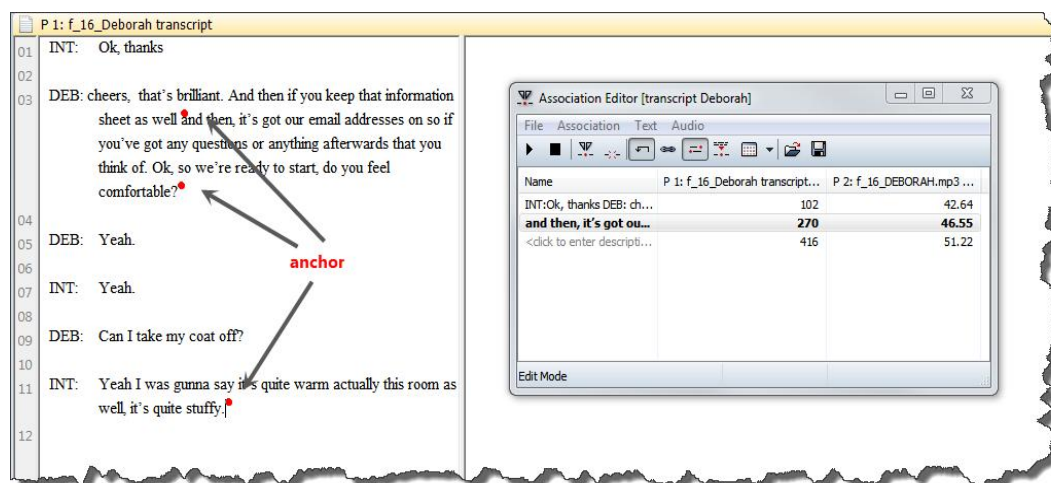 P 1: f_16_Deborah transcript
01 INT: Ok, thanks
02
03 DEB: cheers, that's brilliant. And then if you keep that information
sheet as well and then, it's got our email addresses on so if
you've got any questions or anything afterwards that you
think of. Ok, so we're ready to start, do you feel
comfortable?
04
05 DEB: Yeah.
06
anchor
07 INT: Yeah.
08
09 DEB: Can I take my coat off?
10
11 INT: Yeah I was gunna say it's quite warm actually this room as
well, it's quite stuffy.
12
Association Editor [transcript Deborah]
File Association Text Audio
Name P 1: f_16_Deborah transcript... P 2: f_16_DEBORAH.mp3 ...
INT:Ok, thanks DEB: ch... 102 42.64
and then, it's got ou... 270 46.55
<click to enter descripti... 416 51.22
Edit Mode